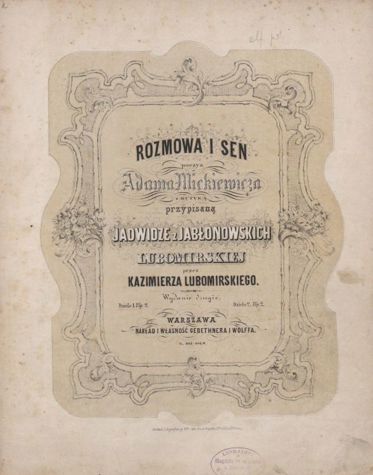 ROZMOWA I SEN
poezya
Adama Mickiewicza
z muzyką
przypisaną
JADWIDZE z JABŁONOWSKICH
LUBOMIRSKIEJ
przez
KAZIMIERZA LUBOMIRSKIEGO.
Wydanie drugie.
WARSZAWA
NAKŁAD I WŁASNOŚĆ GEBETHNERA I WOLFFA.